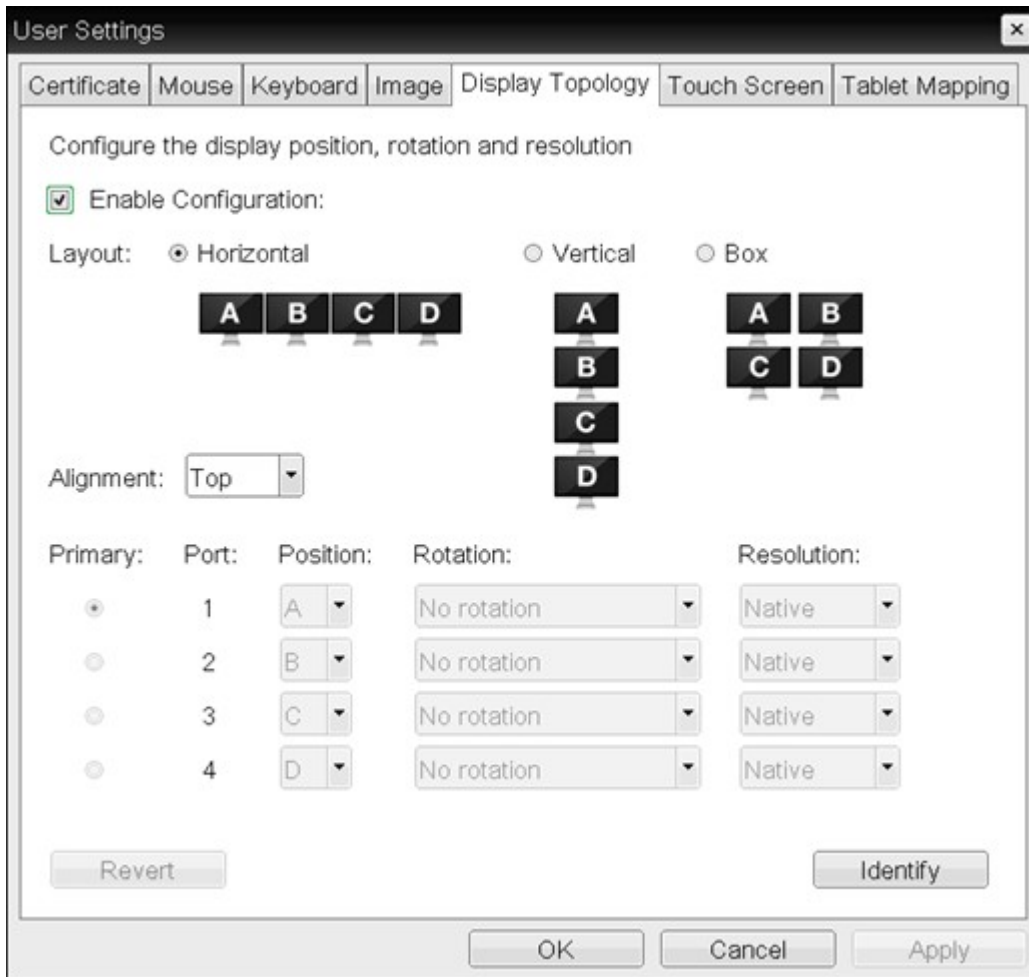 User Settings
Certificate Mouse Keyboard Image Display Topology Touch Screen Tablet Mapping
Configure the display position, rotation and resolution
Enable Configuration:
Layout: Horizontal Vertical Box
A B C D A A B
B C D
C
D
Alignment: Top
Primary: Port: Position: Rotation: Resolution:
1 A No rotation Native
2 B No rotation Native
3 C No rotation Native
4 D No rotation Native
Revert Identify
OK Cancel Apply